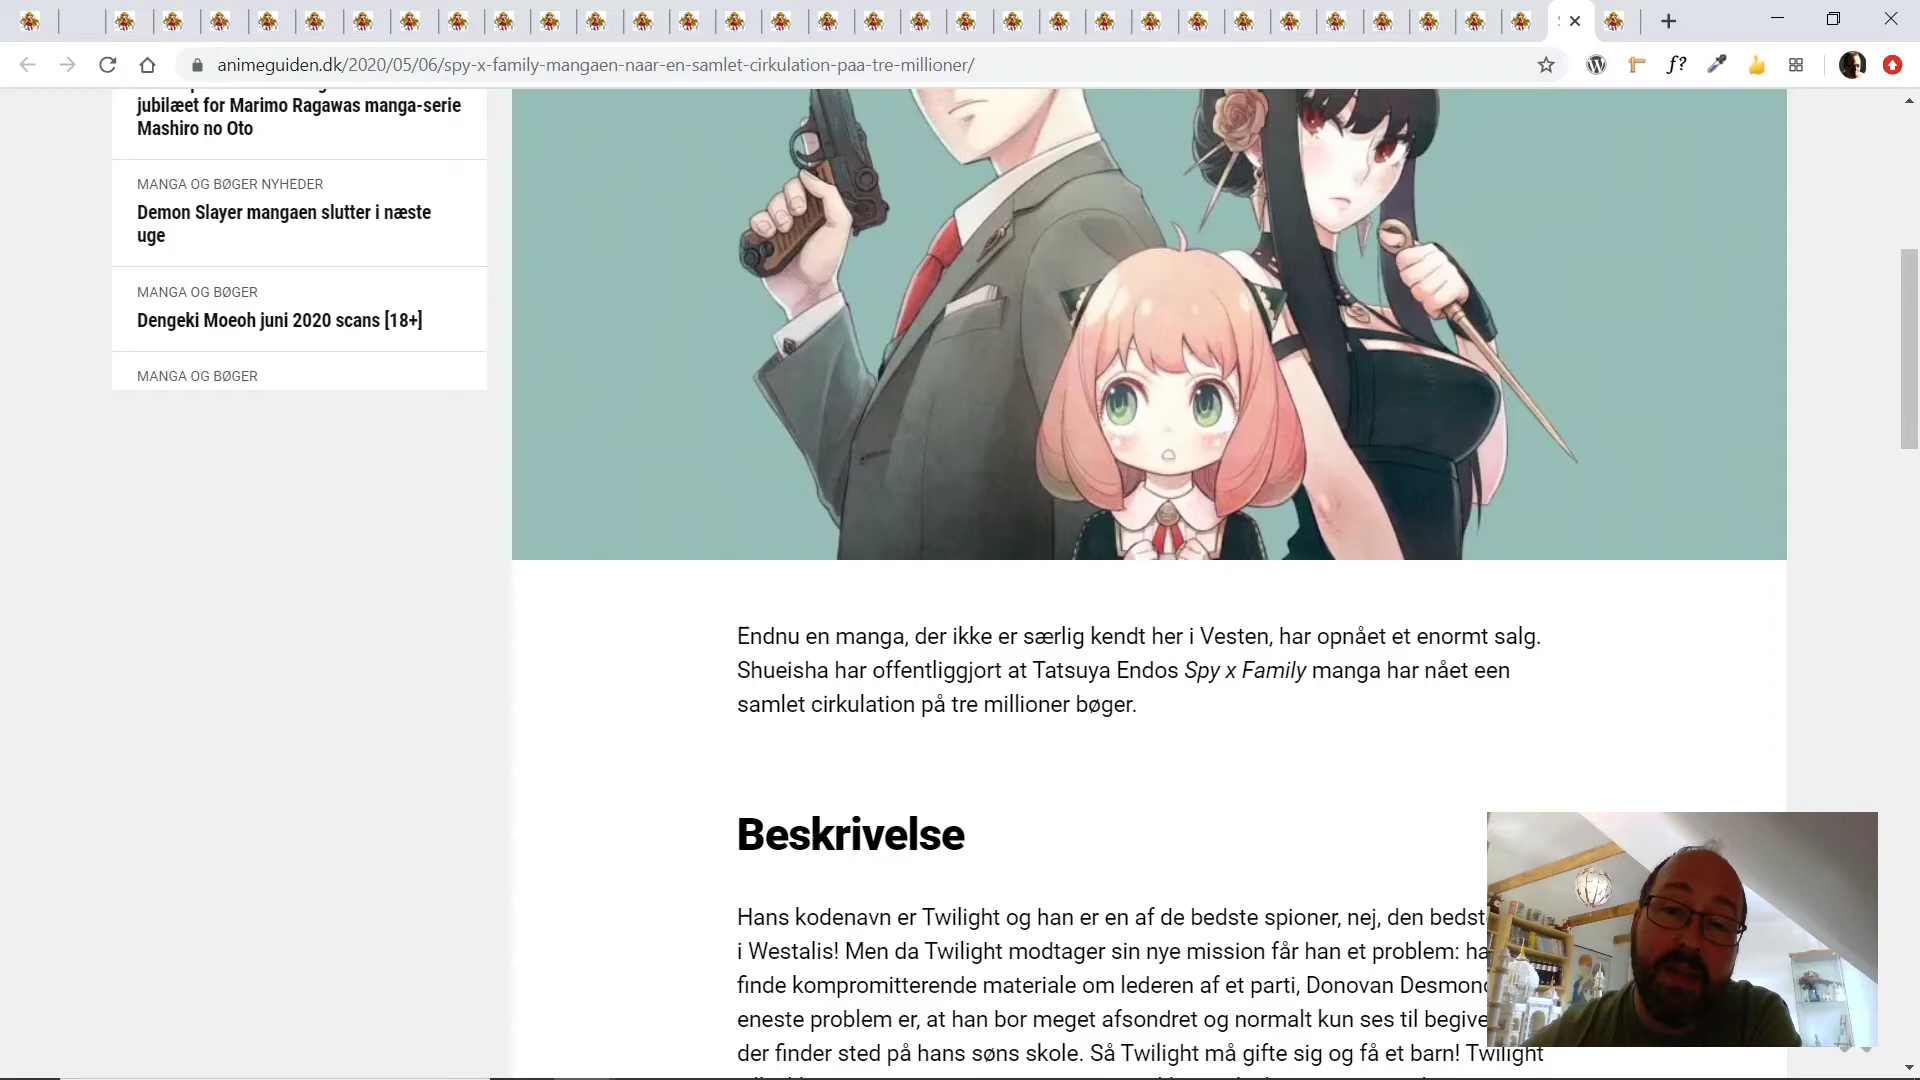 animeguiden.dk/2020/05/06/spy-x-family-mangaen-naar-en-samlet-cirkulation-paa-tre-millioner/
f?
jubilæet for Marimo Ragawas manga-serie
Mashiro no Oto
MANGA OG BØGER NYHEDER
Demon Slayer mangaen slutter i næste
uge
MANGA OG BØGER
Dengeki Moeoh juni 2020 scans [18+]
MANGA OG BØGER
Endnu en manga, der ikke er særlig kendt her i Vesten, har opnået et enormt salg.
Shueisha har offentliggjort at Tatsuya Endos Spy x Family manga har nået een
samlet cirkulation på tre millioner bøger.
Beskrivelse
Hans kodenavn er Twilight og han er en af de bedste spioner, nej, den bedst
i Westalis! Men da Twilight modtager sin nye mission får han et problem: ha
finde kompromitterende materiale om lederen af et parti, Donovan Desmond
eneste problem er, at han bor meget afsondret og normalt kun ses til begive
der finder sted på hans søns skole. Så Twilight må gifte sig og få et barn! Twilight